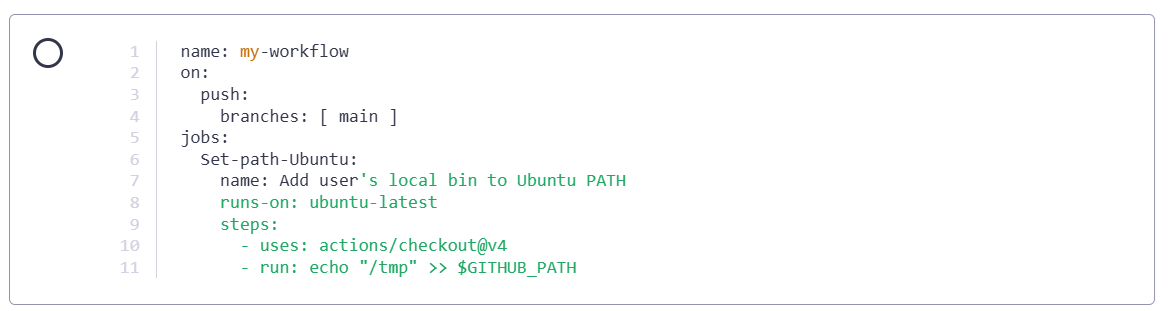 1 name: my-workflow
2 on:
3   push:
4     branches: [ main ]
5 jobs:
6   Set-path-Ubuntu:
7     name: Add user's local bin to Ubuntu PATH
8     runs-on: ubuntu-latest
9     steps:
10       - uses: actions/checkout@v4
11       - run: echo "/tmp" >> $GITHUB_PATH